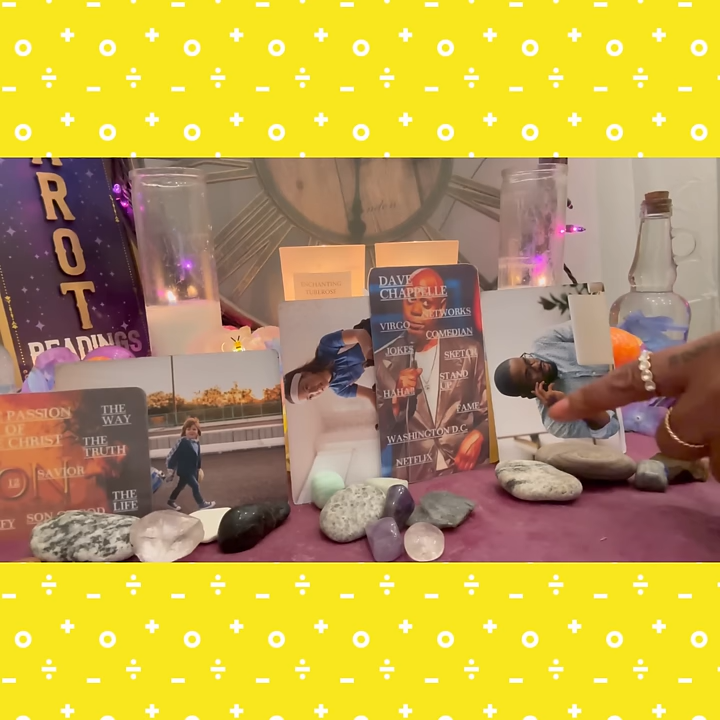 A
R
O
T
READINGS
ENCHANTING
TUBEROSE
PASSION
OF
CHRIST
THE
WAY
THE
TRUTH
SAVIOR
SON
THE
LIFE
DAVE
CHAPPELLE
NETWORKS
VIRGO
COMEDIAN
JOKES
SKETCH
STAND
UP
HAHA
FAME
WASHINGTON D.C.
NETFLIX